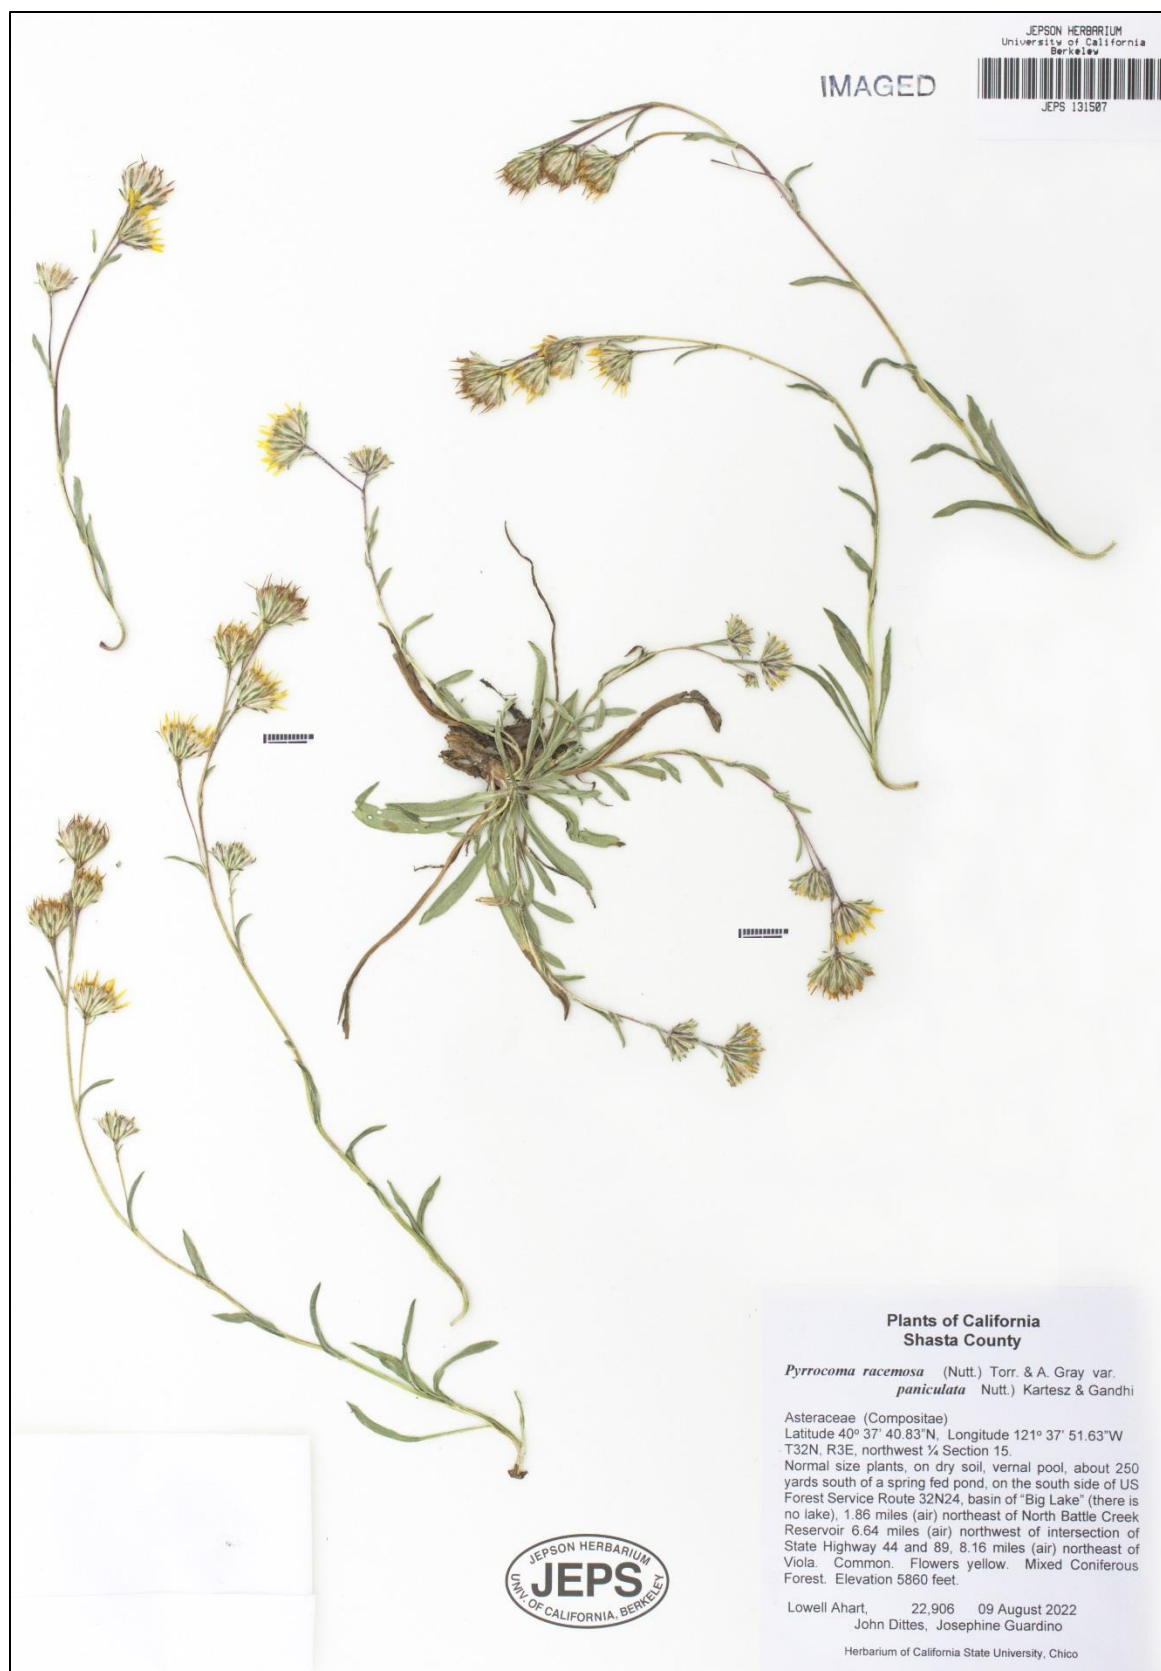 JEPSON HERBARIUM
University of California
Berkeley
IMAGED
JEPS 131507
Plants of California
Shasta County
Pyrrocoma racemosa (Nutt.) Torr. & A. Gray var.
paniculata Nutt.) Kartesz & Gandhi
Asteraceae (Compositae)
Latitude 40º 37' 40.83"N, Longitude 121º 37' 51.63"W
T32N, R3E, northwest ¼ Section 15.
Normal size plants, on dry soil, vernal pool, about 250
yards south of a spring fed pond, on the south side of US
Forest Service Route 32N24, basin of "Big Lake" (there is
no lake), 1.86 miles (air) northeast of North Battle Creek
Reservoir 6.64 miles (air) northwest of intersection of
State Highway 44 and 89, 8.16 miles (air) northeast of
Viola. Common. Flowers yellow. Mixed Coniferous
Forest. Elevation 5860 feet.
Lowell Ahart, 22,906 09 August 2022
John Dittes, Josephine Guardino
Herbarium of California State University, Chico
JEPSON HERBARIUM
JEPS
UNIV. OF CALIFORNIA, BERKELEY